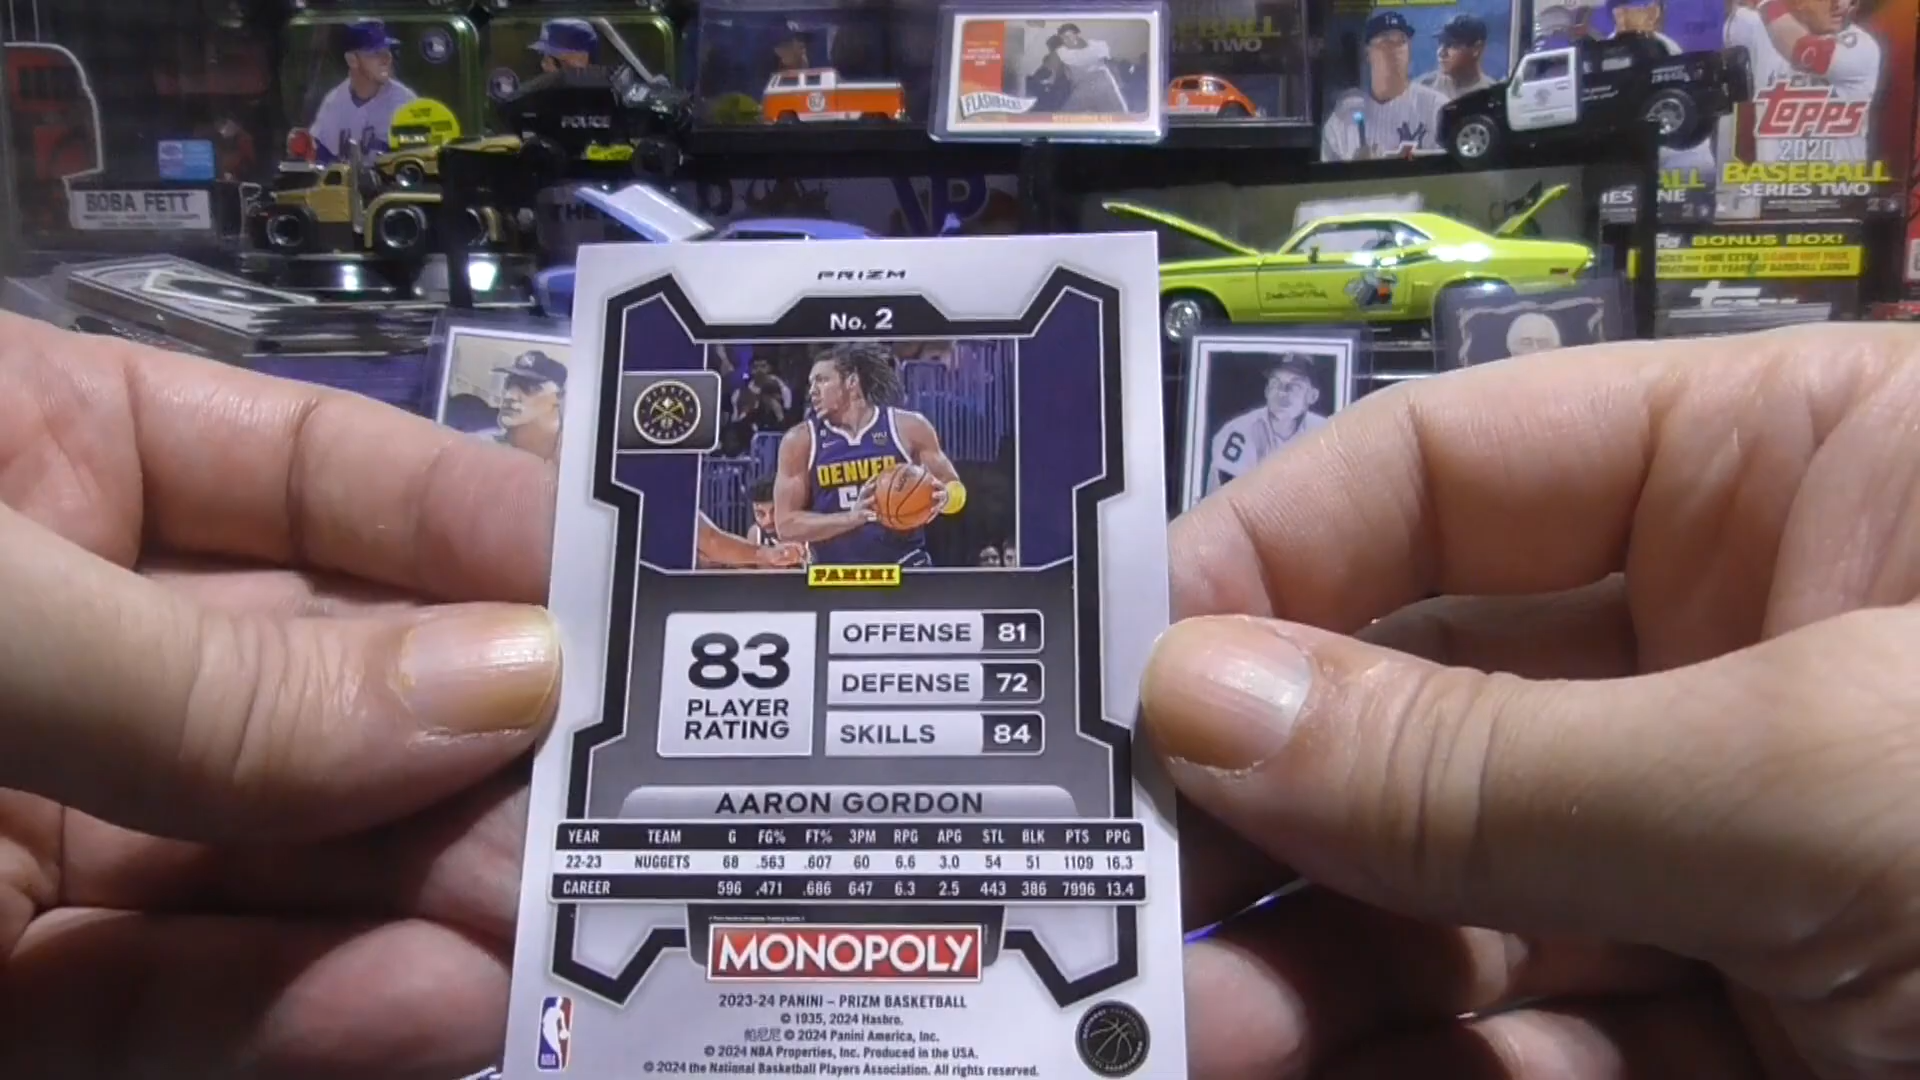 POLICE
FLASHBACKS
TOPPS
2020
BASEBALL
SERIES TWO
BOBA FETT
BONUS BOX!
PRIZM
No. 2
6
DENVER
PANINI
83
PLAYER
RATING
OFFENSE 81
DEFENSE 72
SKILLS 84
AARON GORDON
YEAR TEAM G FG% FT% 3PM RPG APG STL BLK PTS PPG
22-23 NUGGETS 68 .563 .607 60 6.6 3.0 54 51 1109 16.3
CAREER 596 .471 .686 647 6.3 2.5 443 386 7996 13.4
MONOPOLY
2023-24 PANINI – PRIZM BASKETBALL
© 1935, 2024 Hasbro.
帕尼尼 © 2024 Panini America, Inc.
© 2024 NBA Properties, Inc. Produced in the USA.
© 2024 the National Basketball Players Association. All rights reserved.